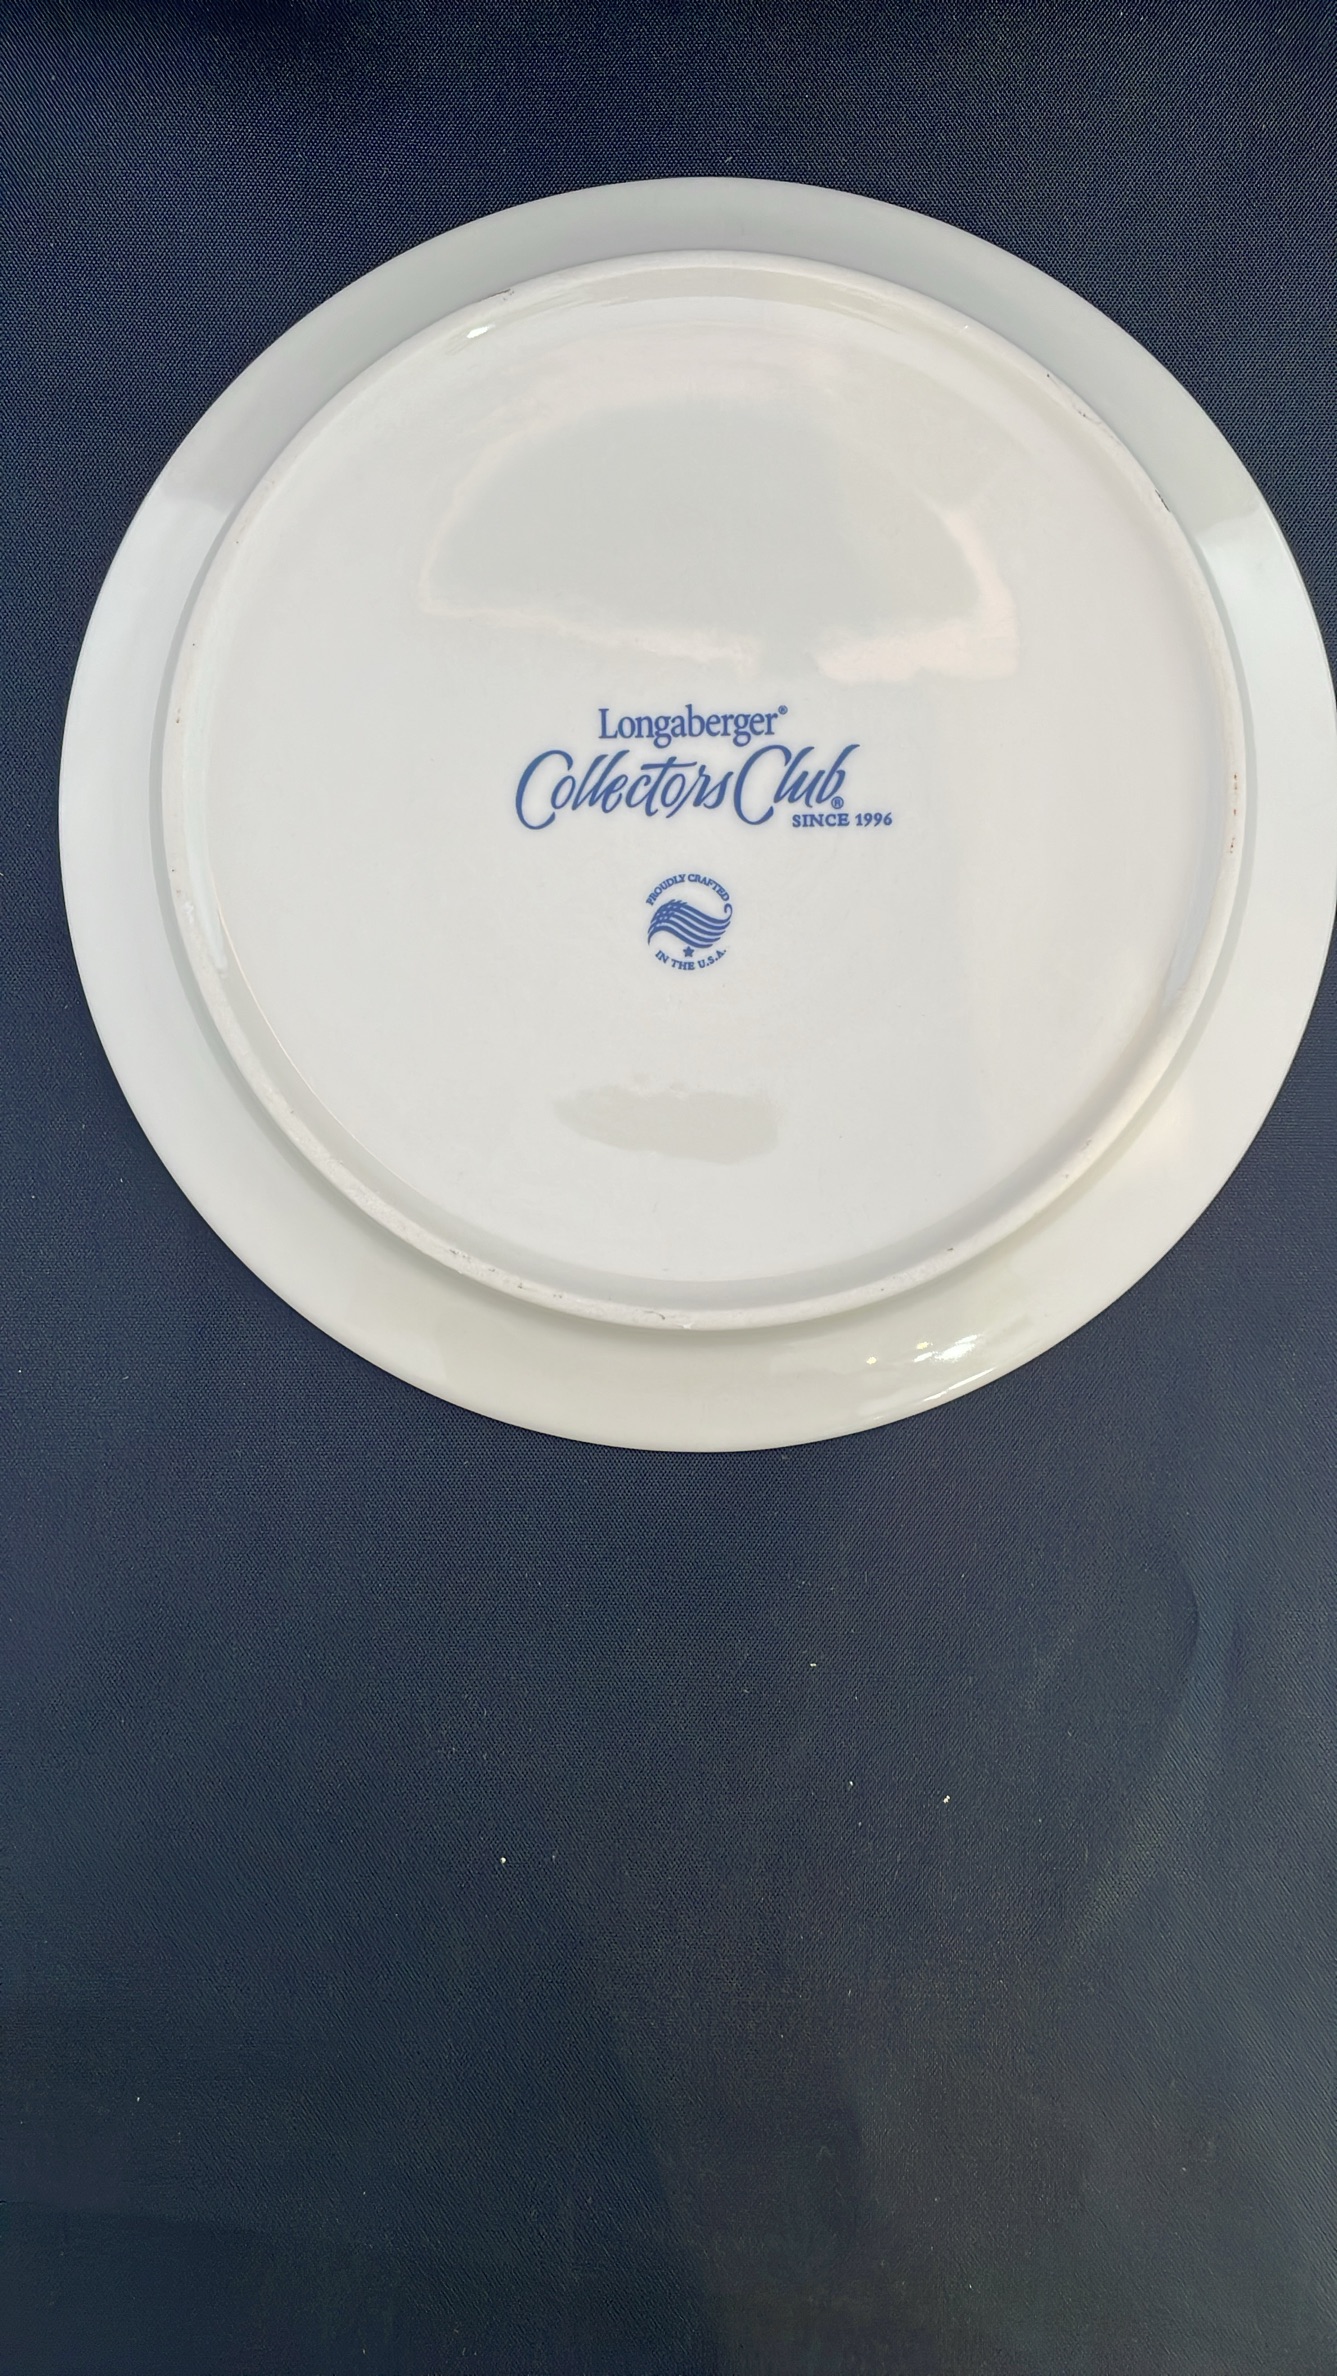 Longaberger®
Collectors Club®
SINCE 1996
PROUDLY CRAFTED
IN THE U.S.A.